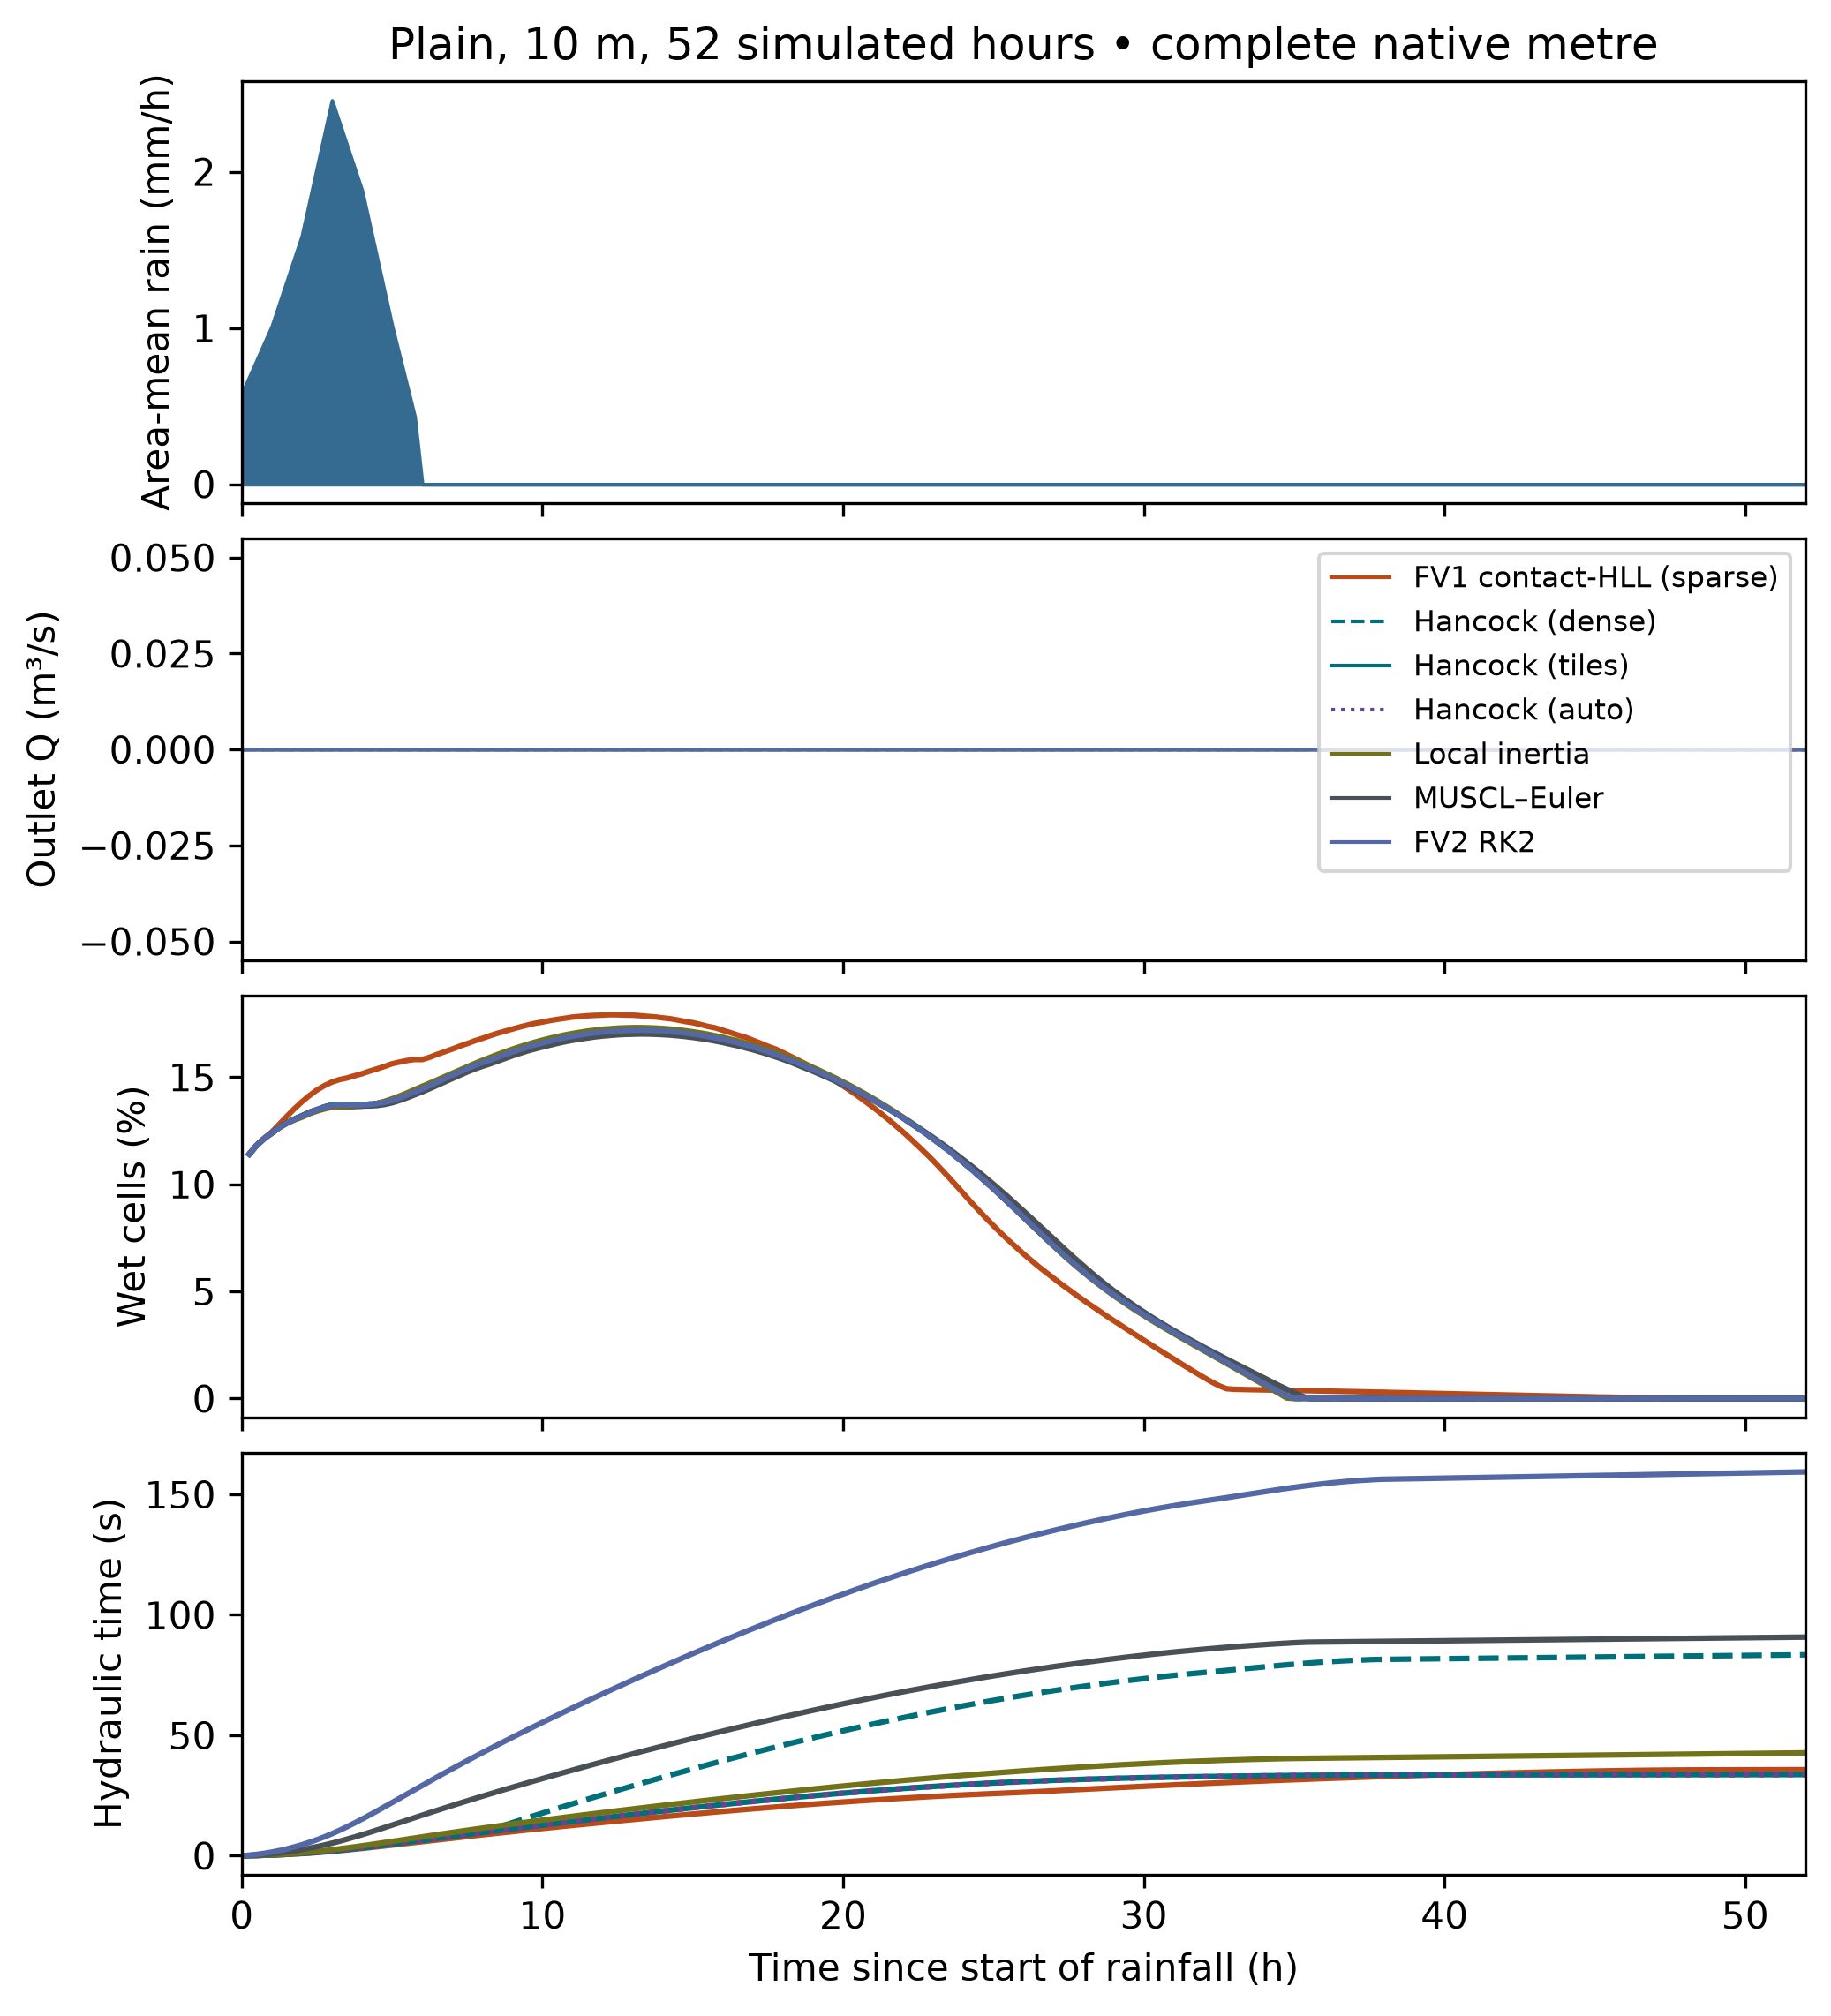 Plain, 10 m, 52 simulated hours • complete native metre
Area-mean rain (mm/h)
2
1
0
Outlet Q (m³/s)
0.050
0.025
0.000
−0.025
−0.050
FV1 contact-HLL (sparse)
Hancock (dense)
Hancock (tiles)
Hancock (auto)
Local inertia
MUSCL–Euler
FV2 RK2
Wet cells (%)
15
10
5
0
Hydraulic time (s)
150
100
50
0
0 10 20 30 40 50
Time since start of rainfall (h)